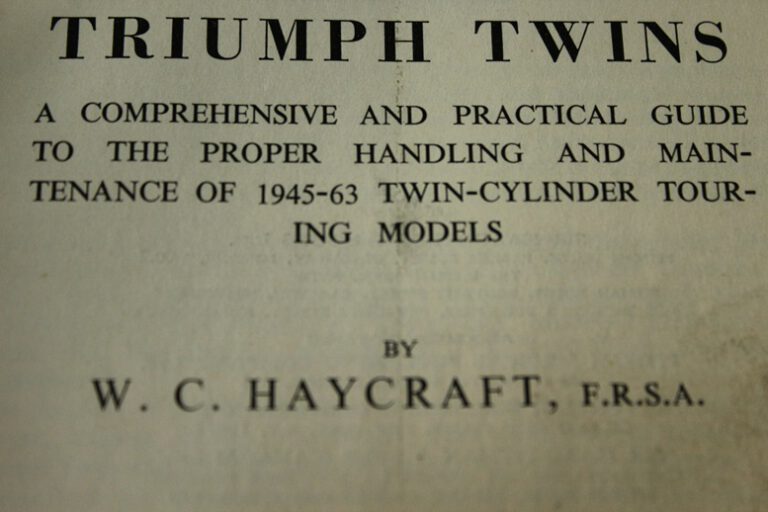 TRIUMPH TWINS
A COMPREHENSIVE AND PRACTICAL GUIDE
TO THE PROPER HANDLING AND MAIN-
TENANCE OF 1945-63 TWIN-CYLINDER TOUR-
ING MODELS
BY
W. C. HAYCRAFT, F.R.S.A.